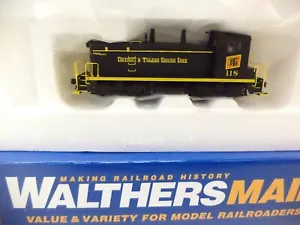 DETROIT & TOLEDO SHORE LINE
118
MAKING RAILROAD HISTORY
WALTHERSMAI
VALUE & VARIETY FOR MODEL RAILROADERS